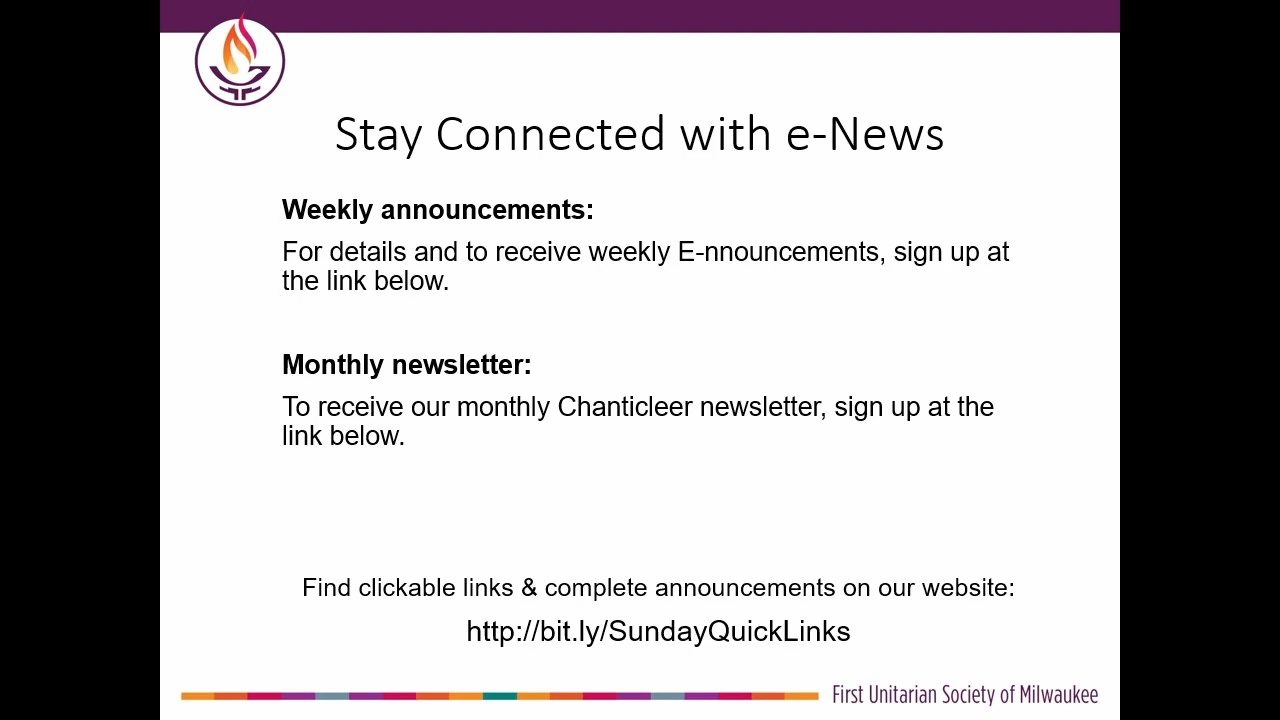 Stay Connected with e-News
Weekly announcements:
For details and to receive weekly E-nnouncements, sign up at
the link below.
Monthly newsletter:
To receive our monthly Chanticleer newsletter, sign up at the
link below.
Find clickable links & complete announcements on our website:
http://bit.ly/SundayQuickLinks
First Unitarian Society of Milwaukee